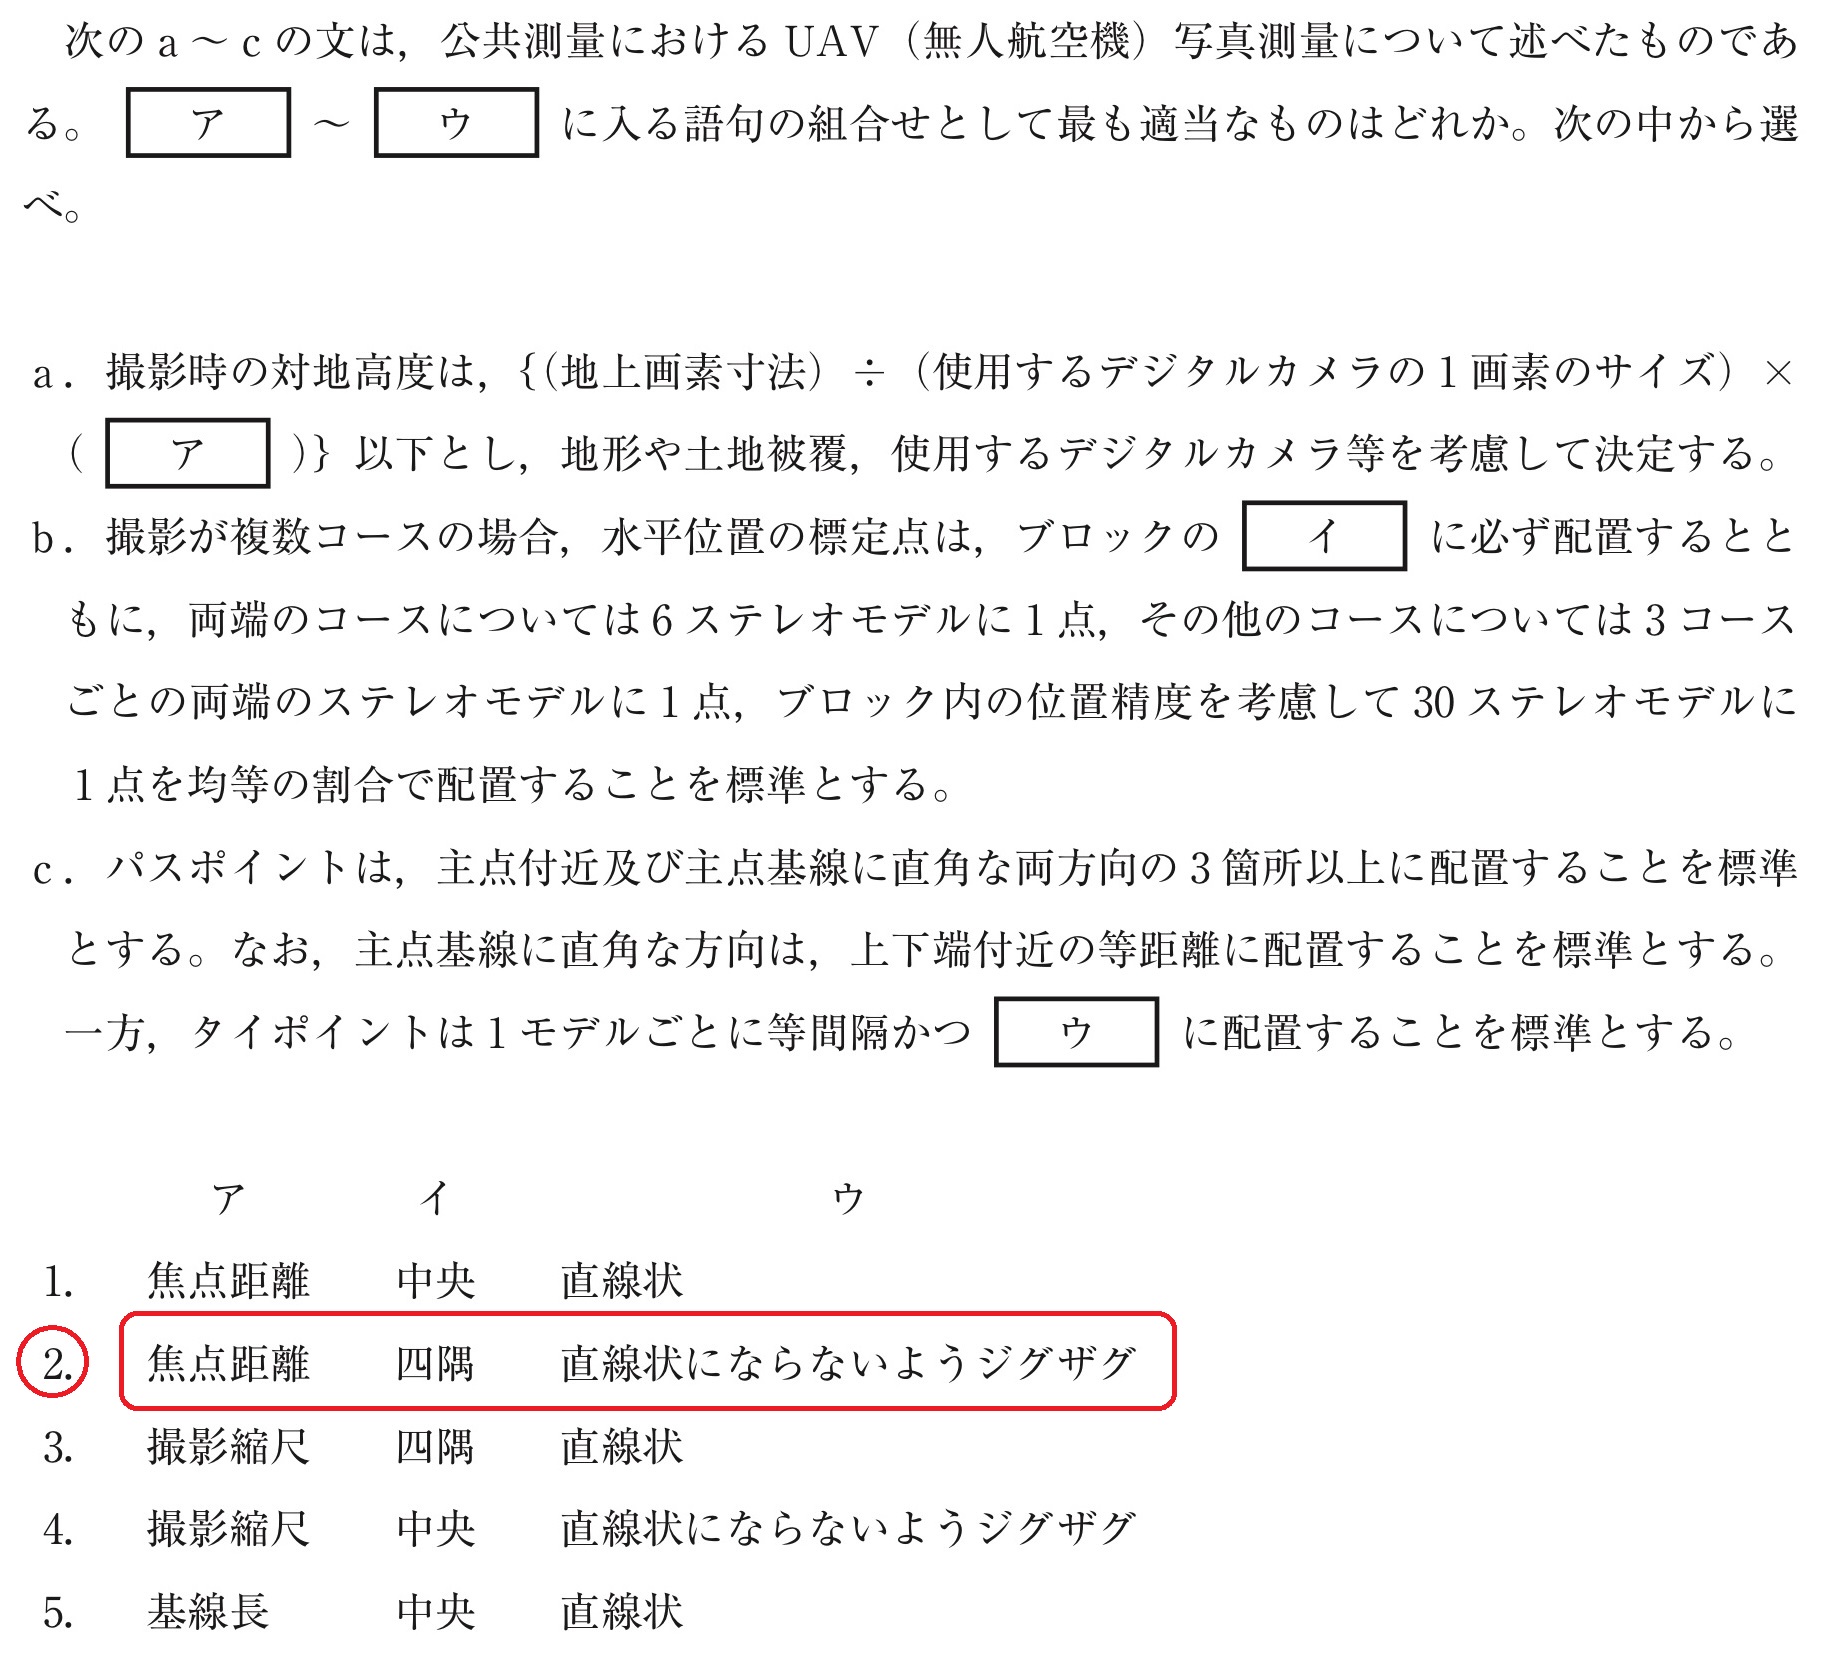 次の a ～ c の文は，公共測量における UAV（無人航空機）写真測量について述べたものであ
る。 ア ～ ウ に入る語句の組合せとして最も適当なものはどれか。次の中から選
べ。
a．撮影時の対地高度は，{(地上画素寸法）÷（使用するデジタルカメラの 1 画素のサイズ）×
（ ア ）} 以下とし，地形や土地被覆，使用するデジタルカメラ等を考慮して決定する。
b．撮影が複数コースの場合，水平位置の標定点は，ブロックの イ に必ず配置するとと
もに，両端のコースについては 6 ステレオモデルに 1 点，その他のコースについては 3 コース
ごとの両端のステレオモデルに 1 点，ブロック内の位置精度を考慮して 30 ステレオモデルに
1 点を均等の割合で配置することを標準とする。
c．パスポイントは，主点付近及び主点基線に直角な両方向の 3 箇所以上に配置することを標準
とする。なお，主点基線に直角な方向は，上下端付近の等距離に配置することを標準とする。
一方，タイポイントは 1 モデルごとに等間隔かつ ウ に配置することを標準とする。
ア イ ウ
1. 焦点距離 中央 直線状
2. 焦点距離 四隅 直線状にならないようジグザグ
3. 撮影縮尺 四隅 直線状
4. 撮影縮尺 中央 直線状にならないようジグザグ
5. 基線長 中央 直線状